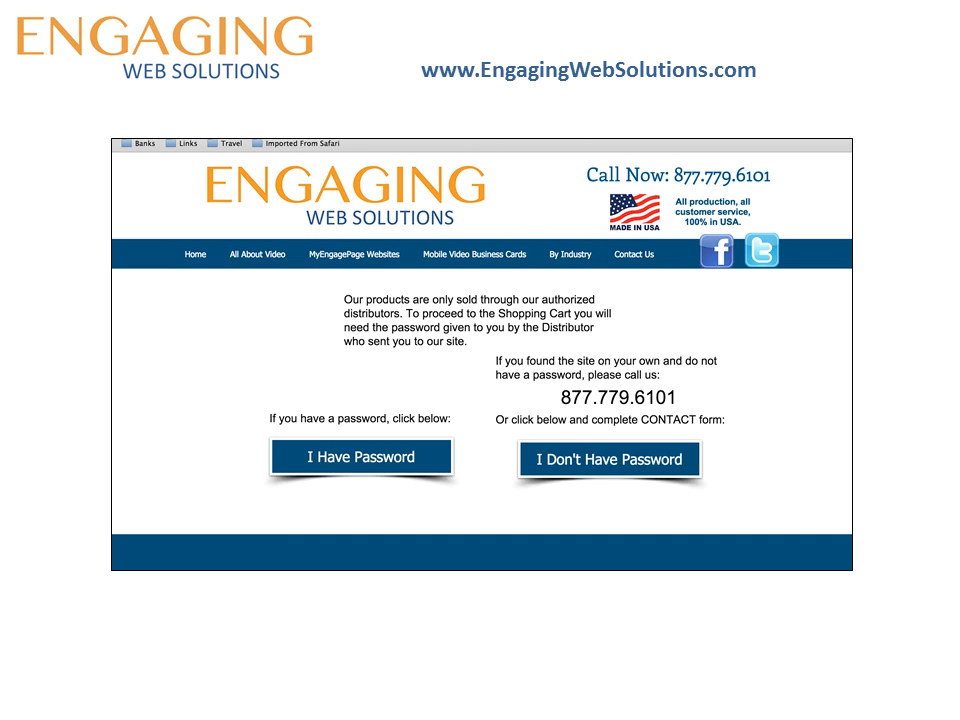 ENGAGING
WEB SOLUTIONS
www.EngagingWebSolutions.com
Banks Links Travel Imported From Safari
ENGAGING
WEB SOLUTIONS
Call Now: 877.779.6101
MADE IN USA
All production, all
customer service,
100% in USA.
Home All About Video MyEngagePage Websites Mobile Video Business Cards By Industry Contact Us
f t
Our products are only sold through our authorized
distributors. To proceed to the Shopping Cart you will
need the password given to you by the Distributor
who sent you to our site.
If you found the site on your own and do not
have a password, please call us:
877.779.6101
If you have a password, click below:
Or click below and complete CONTACT form:
I Have Password
I Don't Have Password